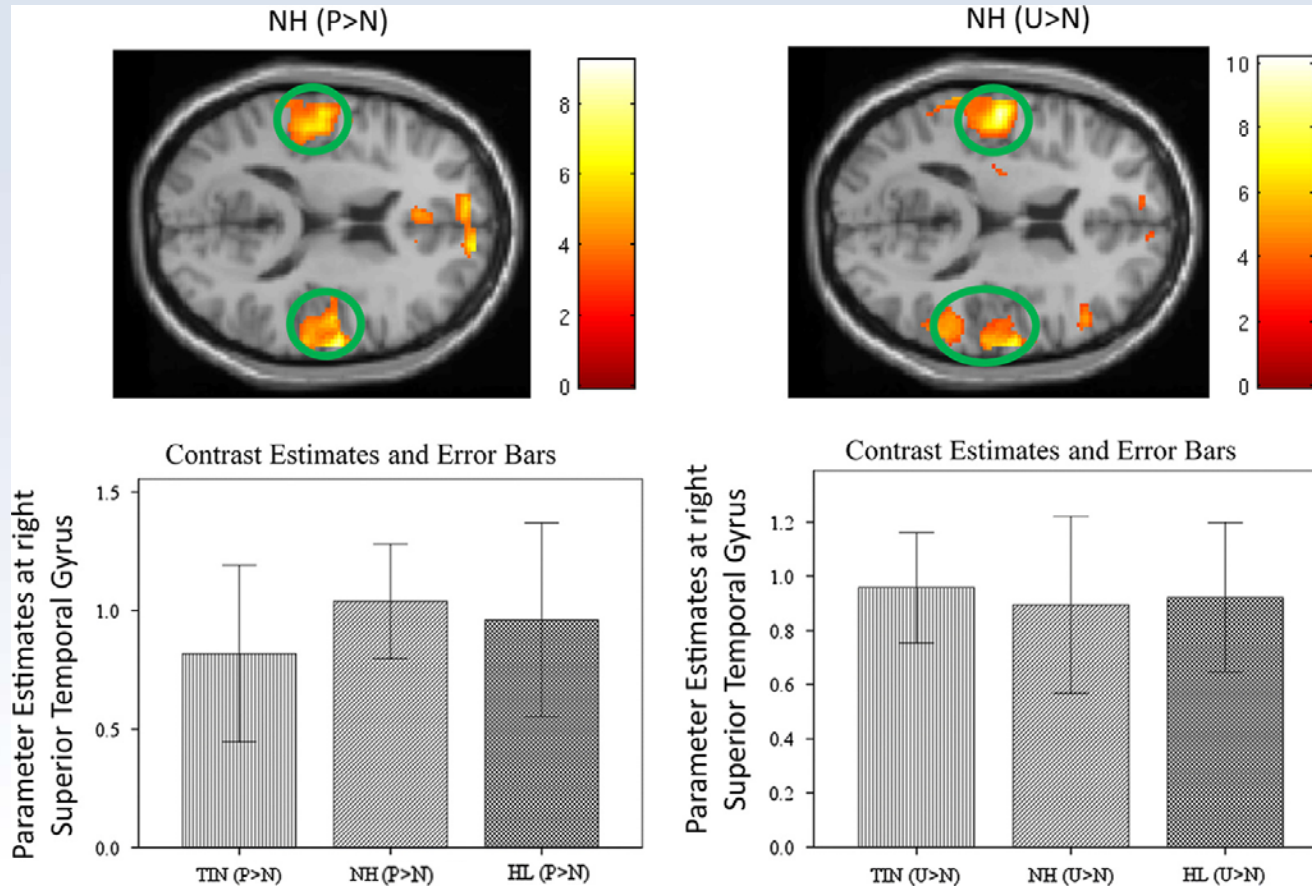 NH (P>N)
8
6
4
2
0
NH (U>N)
10
8
6
4
2
0
Contrast Estimates and Error Bars
Parameter Estimates at right
Superior Temporal Gyrus
1.5
1.0
0.5
0.0
TIN (P>N) NH (P>N) HL (P>N)
Contrast Estimates and Error Bars
Parameter Estimates at right
Superior Temporal Gyrus
1.2
1.0
0.8
0.6
0.4
0.2
0.0
TIN (U>N) NH (U>N) HL (U>N)